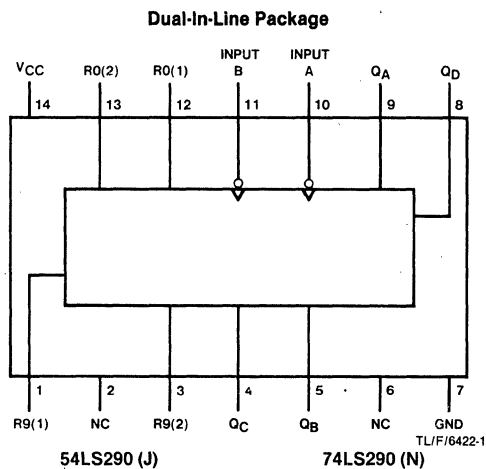 Dual-In-Line Package
INPUT INPUT
VCC R0(2) R0(1) B A QA QD
14 13 12 11 10 9 8
1 2 3 4 5 6 7
R9(1) NC R9(2) QC QB NC GND
TL/F/6422-1
54LS290 (J) 74LS290 (N)